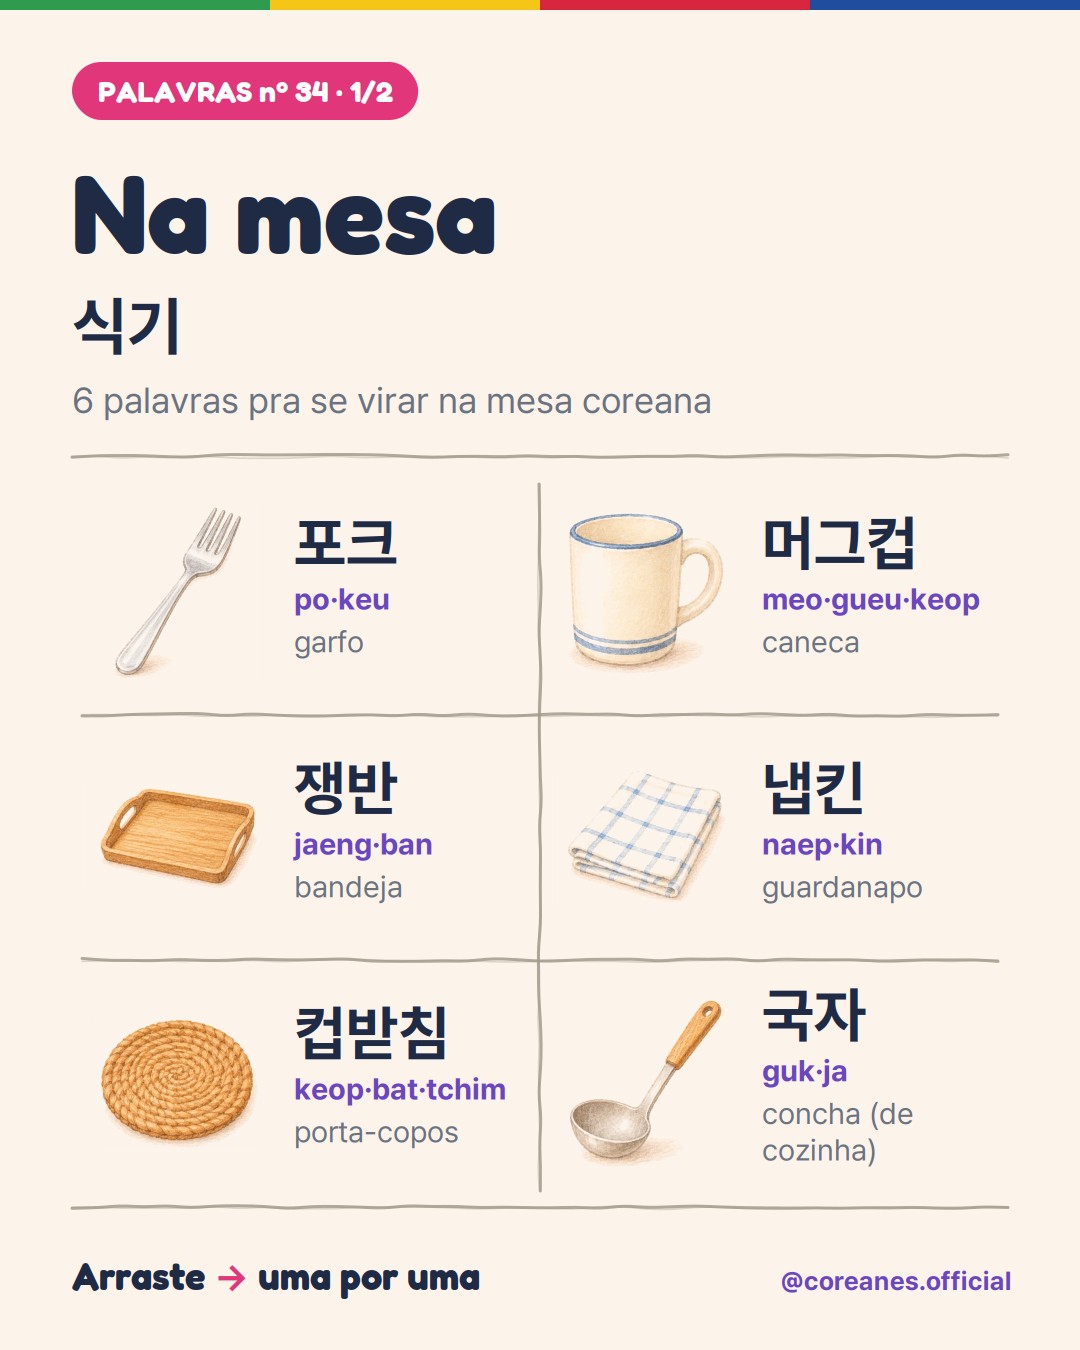 PALAVRAS nº 34 · 1/2
Na mesa
식기
6 palavras pra se virar na mesa coreana
포크
po·keu
garfo
머그컵
meo·gueu·keop
caneca
쟁반
jaeng·ban
bandeja
냅킨
naep·kin
guardanapo
컵받침
keop·bat·tchim
porta-copos
국자
guk·ja
concha (de
cozinha)
Arraste → uma por uma
@coreanes.official